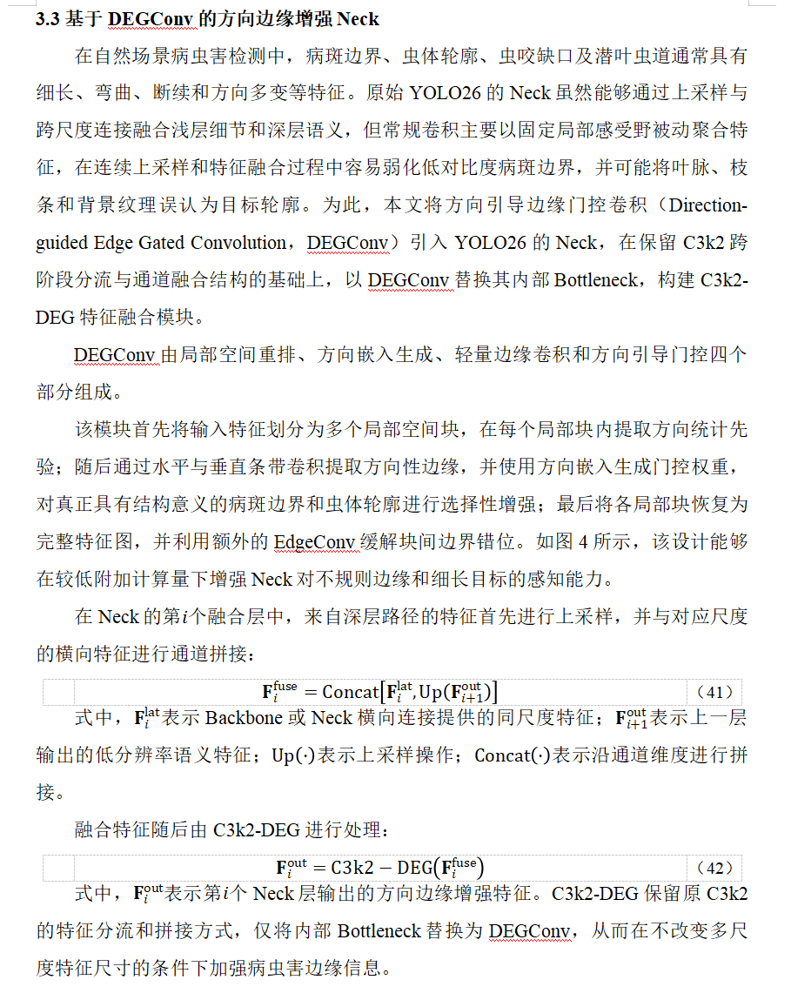 3.3 基于 DEGConv 的方向边缘增强 Neck
在自然场景病虫害检测中，病斑边界、虫体轮廓、虫咬缺口及潜叶虫道通常具有
细长、弯曲、断续和方向多变等特征。原始 YOLO26 的 Neck 虽然能够通过上采样与
跨尺度连接融合浅层细节和深层语义，但常规卷积主要以固定局部感受野被动聚合特
征，在连续上采样和特征融合过程中容易弱化低对比度病斑边界，并可能将叶脉、枝
条和背景纹理误认为目标轮廓。为此，本文将方向引导边缘门控卷积（Direction-
guided Edge Gated Convolution，DEGConv）引入 YOLO26 的 Neck，在保留 C3k2 跨
阶段分流与通道融合结构的基础上，以 DEGConv 替换其内部 Bottleneck，构建 C3k2-
DEG 特征融合模块。
DEGConv 由局部空间重排、方向嵌入生成、轻量边缘卷积和方向引导门控四个
部分组成。
该模块首先将输入特征划分为多个局部空间块，在每个局部块内提取方向统计先
验；随后通过水平与垂直条带卷积提取方向性边缘，并使用方向嵌入生成门控权重，
对真正具有结构意义的病斑边界和虫体轮廓进行选择性增强；最后将各局部块恢复为
完整特征图，并利用额外的 EdgeConv 缓解块间边界错位。如图 4 所示，该设计能够
在较低附加计算量下增强 Neck 对不规则边缘和细长目标的感知能力。
在 Neck 的第i个融合层中，来自深层路径的特征首先进行上采样，并与对应尺度
的横向特征进行通道拼接：
𝐅_i^fuse = Concat[𝐅_i^lat, Up(𝐅_{i+1}^out)] （41）
式中，𝐅_i^lat表示 Backbone 或 Neck 横向连接提供的同尺度特征；𝐅_{i+1}^out表示上一层
输出的低分辨率语义特征；Up(·)表示上采样操作；Concat(·)表示沿通道维度进行拼
接。
融合特征随后由 C3k2-DEG 进行处理：
𝐅_i^out = C3k2 − DEG(𝐅_i^fuse) （42）
式中，𝐅_i^out表示第i个 Neck 层输出的方向边缘增强特征。C3k2-DEG 保留原 C3k2
的特征分流和拼接方式，仅将内部 Bottleneck 替换为 DEGConv，从而在不改变多尺
度特征尺寸的条件下加强病虫害边缘信息。